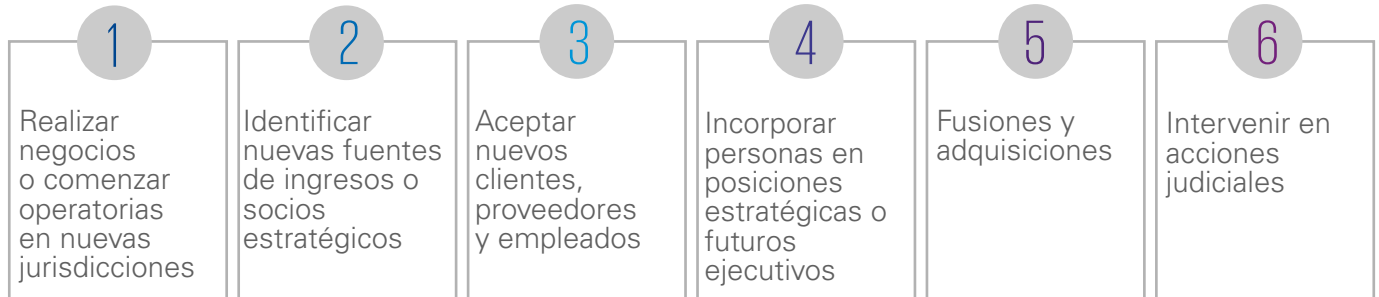 1
Realizar
negocios
o comenzar
operatorias
en nuevas
jurisdicciones
2
Identificar
nuevas fuentes
de ingresos o
socios
estratégicos
3
Aceptar
nuevos
clientes,
proveedores
y empleados
4
Incorporar
personas en
posiciones
estratégicas o
futuros
ejecutivos
5
Fusiones y
adquisiciones
6
Intervenir en
acciones
judiciales